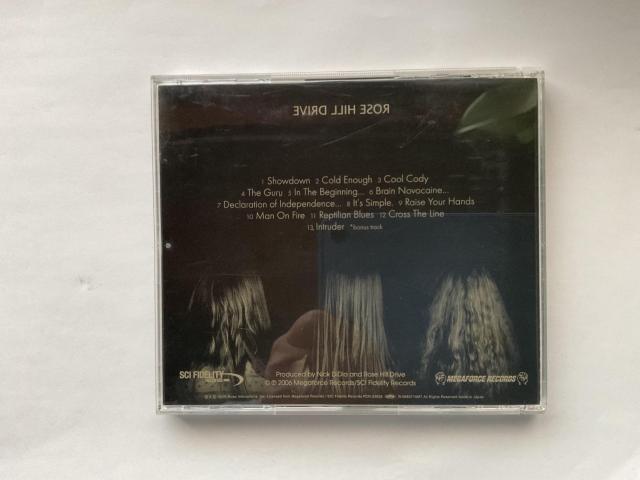 ROSE HILL DRIVE
1 Showdown 2 Cold Enough 3 Cool Cody
4 The Guru 5 In The Beginning... 6 Brain Novocaine...
7 Declaration of Independence... 8 It's Simple. 9 Raise Your Hands
10 Man On Fire 11 Reptilian Blues 12 Cross The Line
13. Intruder *bonus track
SCI FIDELITY
Produced by Nick DiDia and Rose Hill Drive
© ℗ 2006 Megaforce Records/SCI Fidelity Records
MEGAFORCE RECORDS